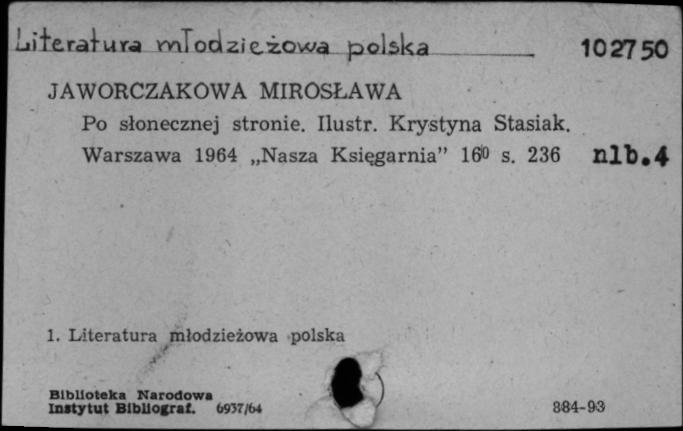 Literatura młodzieżowa polska 102750
JAWORCZAKOWA MIROSŁAWA
Po słonecznej stronie. Ilustr. Krystyna Stasiak.
Warszawa 1964 „Nasza Księgarnia” 16⁰ s. 236 nlb.4
1. Literatura młodzieżowa polska
Biblioteka Narodowa
Instytut Bibliograf. 6937/64 884-93